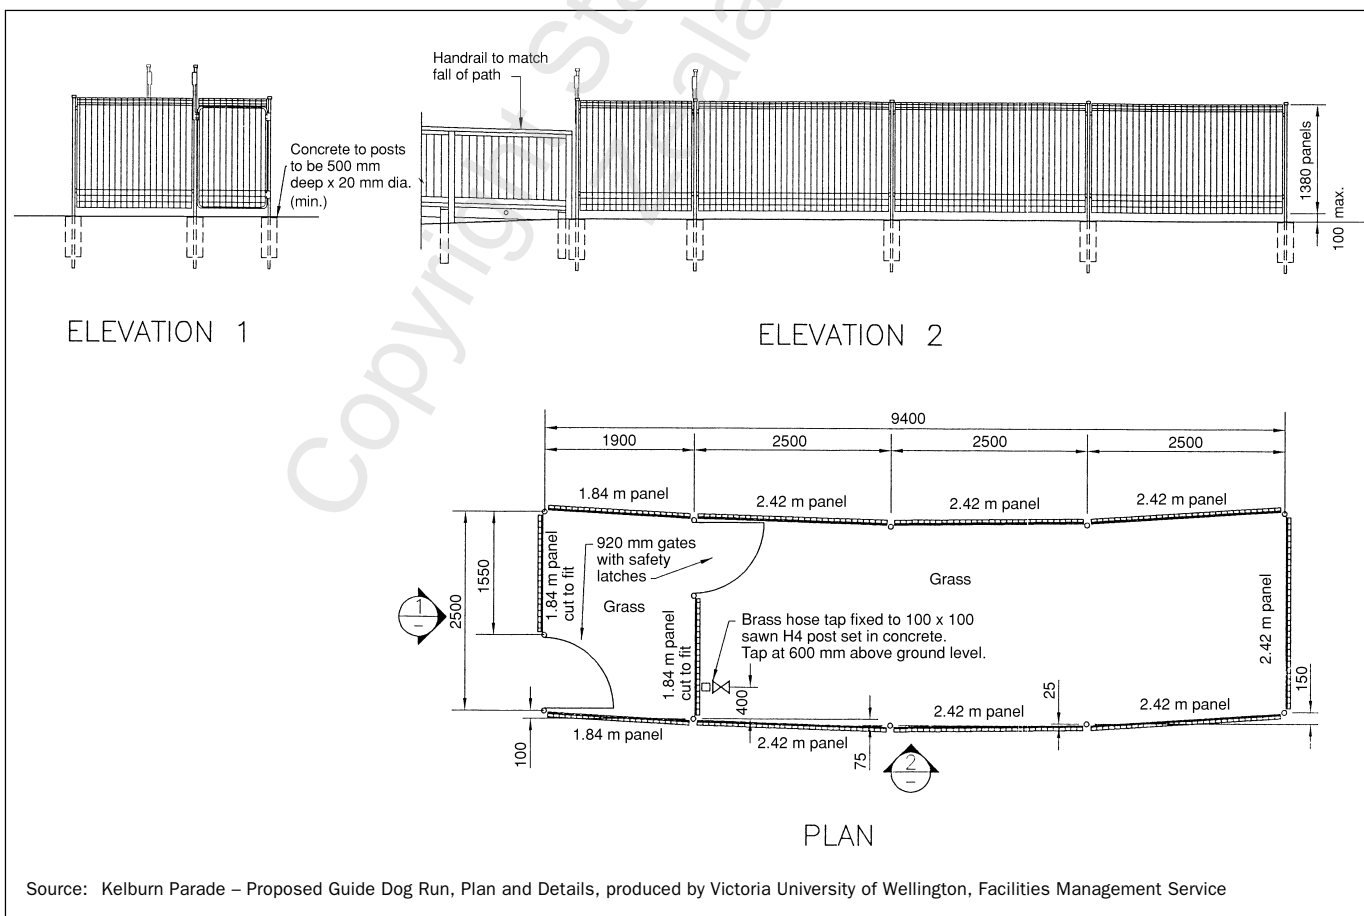 Handrail to match
fall of path
Concrete to posts
to be 500 mm
deep x 20 mm dia.
(min.)
1380 panels
100 max.
ELEVATION 1
ELEVATION 2
9400
1900
2500
2500
2500
1.84 m panel
2.42 m panel
2.42 m panel
2.42 m panel
2500
1550
1.84 m panel
cut to fit
920 mm gates
with safety
latches
Grass
Grass
1
–
1.84 m panel
cut to fit
Brass hose tap fixed to 100 x 100
sawn H4 post set in concrete.
Tap at 600 mm above ground level.
2.42 m panel
400
25
150
100
1.84 m panel
2.42 m panel
75
2.42 m panel
2.42 m panel
2
–
PLAN
Source: Kelburn Parade – Proposed Guide Dog Run, Plan and Details, produced by Victoria University of Wellington, Facilities Management Service
Copyright Sta
Zeala